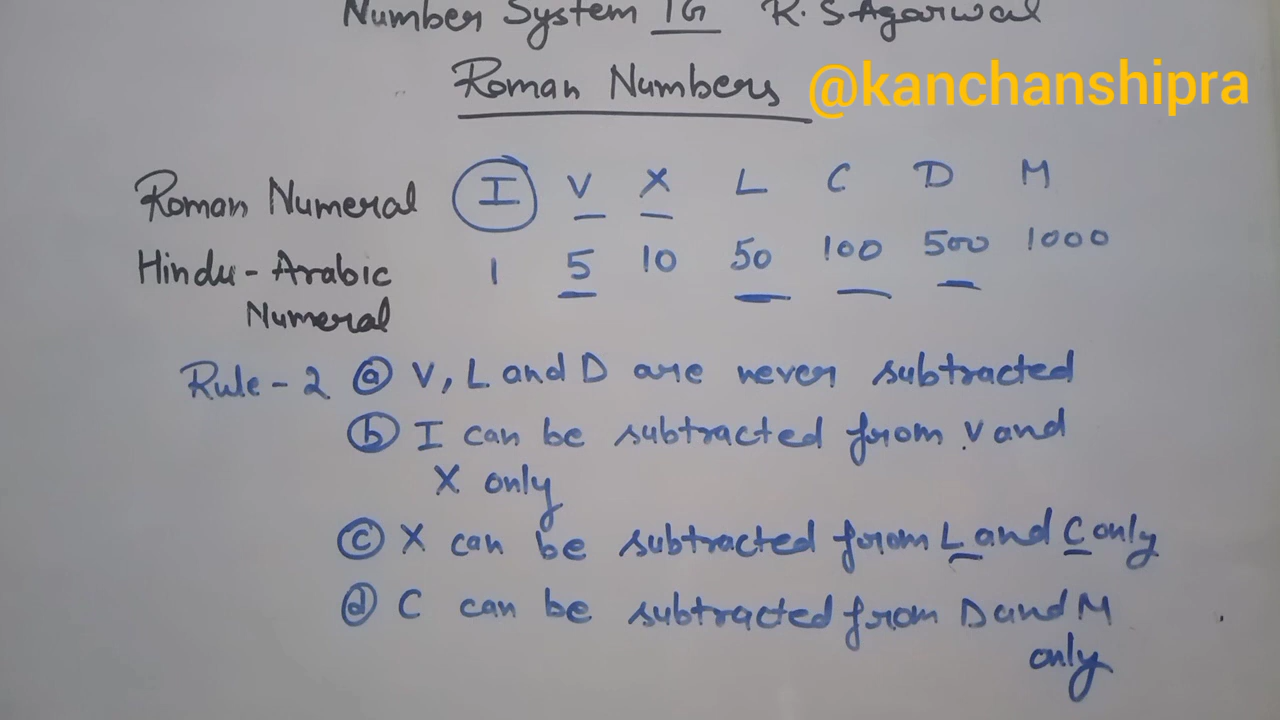 Number System 1G R. S Agarwal
Roman Numbers @kanchanshipra
Roman Numeral I V X L C D M
Hindu-Arabic 1 5 10 50 100 500 1000
Numeral
Rule-2 (a) V, L and D are never subtracted
(b) I can be subtracted from V and
X only
(c) X can be subtracted from L and C only
(d) C can be subtracted from D and M
only